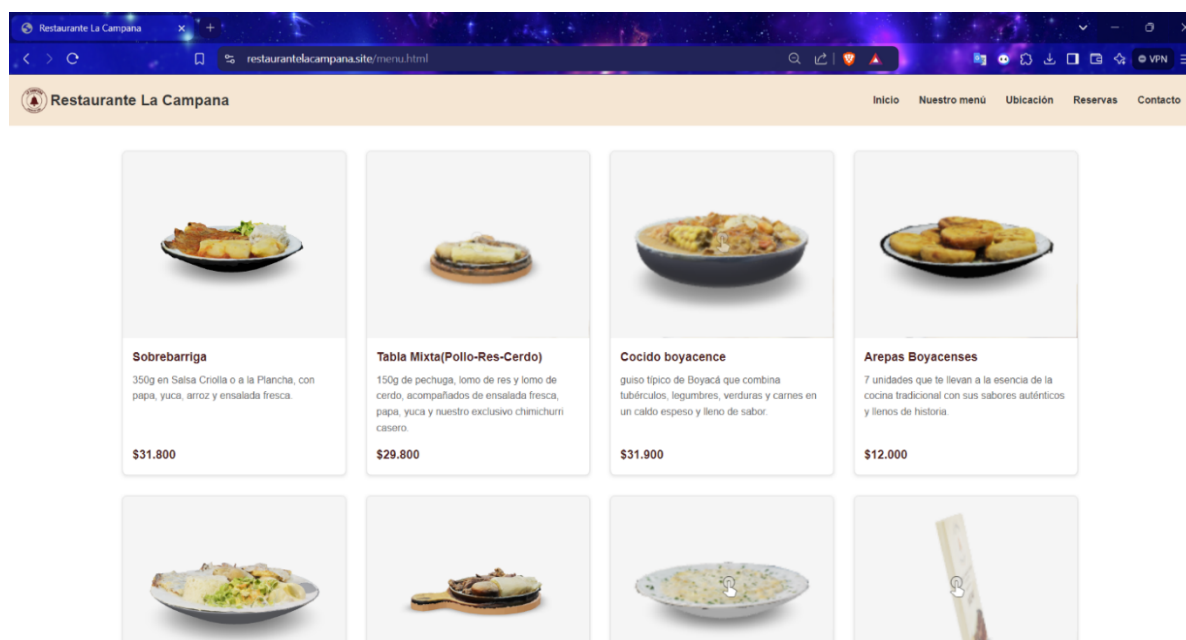 Restaurante La Campana
restaurantelacampana.site/menu.html
VPN
Restaurante La Campana
Inicio Nuestro menú Ubicación Reservas Contacto
Sobrebarriga
350g en Salsa Criolla o a la Plancha, con
papa, yuca, arroz y ensalada fresca.
$31.800
Tabla Mixta(Pollo-Res-Cerdo)
150g de pechuga, lomo de res y lomo de
cerdo, acompañados de ensalada fresca,
papa, yuca y nuestro exclusivo chimichurri
casero.
$29.800
Cocido boyacence
guiso típico de Boyacá que combina
tubérculos, legumbres, verduras y carnes en
un caldo espeso y lleno de sabor.
$31.900
Arepas Boyacenses
7 unidades que te llevan a la esencia de la
cocina tradicional con sus sabores auténticos
y llenos de historia.
$12.000